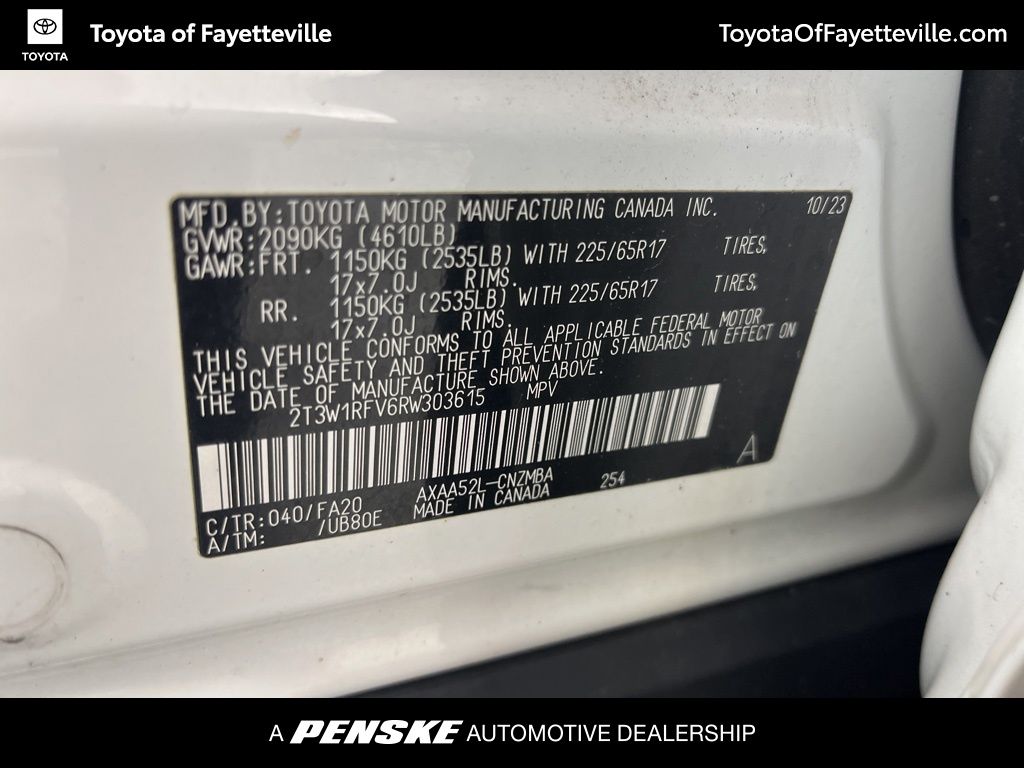 TOYOTA
Toyota of Fayetteville
ToyotaOfFayetteville.com
MFD.BY:TOYOTA MOTOR MANUFACTURING CANADA INC. 10/23
GVWR:2090KG (4610LB)
GAWR:FRT. 1150KG (2535LB) WITH 225/65R17 TIRES,
17x7.0J RIMS.
RR. 1150KG (2535LB) WITH 225/65R17 TIRES,
17x7.0J RIMS.
THIS VEHICLE CONFORMS TO ALL APPLICABLE FEDERAL MOTOR
VEHICLE SAFETY AND THEFT PREVENTION STANDARDS IN EFFECT ON
THE DATE OF MANUFACTURE SHOWN ABOVE.
2T3W1RFV6RW303615 MPV
A
C/TR:040/FA20 AXAA52L-CNZMBA 254
A/TM: /UB80E MADE IN CANADA
A PENSKE AUTOMOTIVE DEALERSHIP